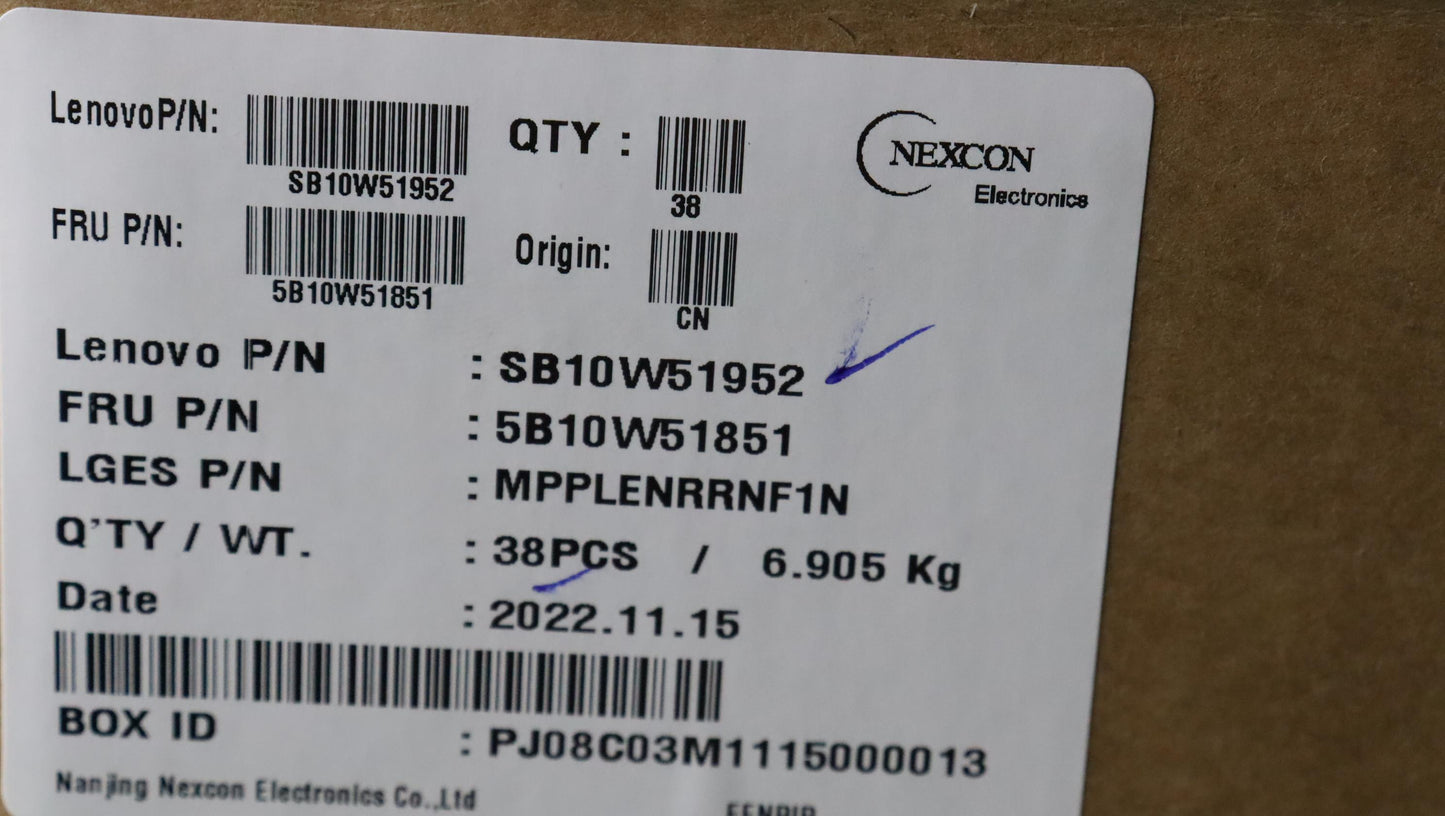 LenovoP/N:
SB10W51952
QTY :
38
NEXCON
Electronics
FRU P/N:
5B10W51851
Origin:
CN
Lenovo P/N : SB10W51952
FRU P/N : 5B10W51851
LGES P/N : MPPLENRRNF1N
Q'TY / WT. : 38PCS / 6.905 Kg
Date : 2022.11.15
BOX ID : PJ08C03M1115000013
Nanjing Nexcon Electronics Co.,Ltd